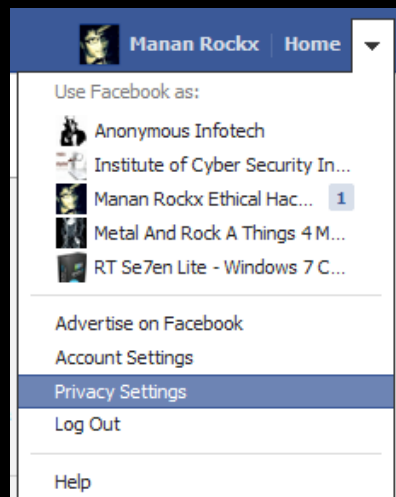 Manan Rockx Home
Use Facebook as:
Anonymous Infotech
Institute of Cyber Security In...
Manan Rockx Ethical Hac... 1
Metal And Rock A Things 4 M...
RT Se7en Lite - Windows 7 C...
Advertise on Facebook
Account Settings
Privacy Settings
Log Out
Help